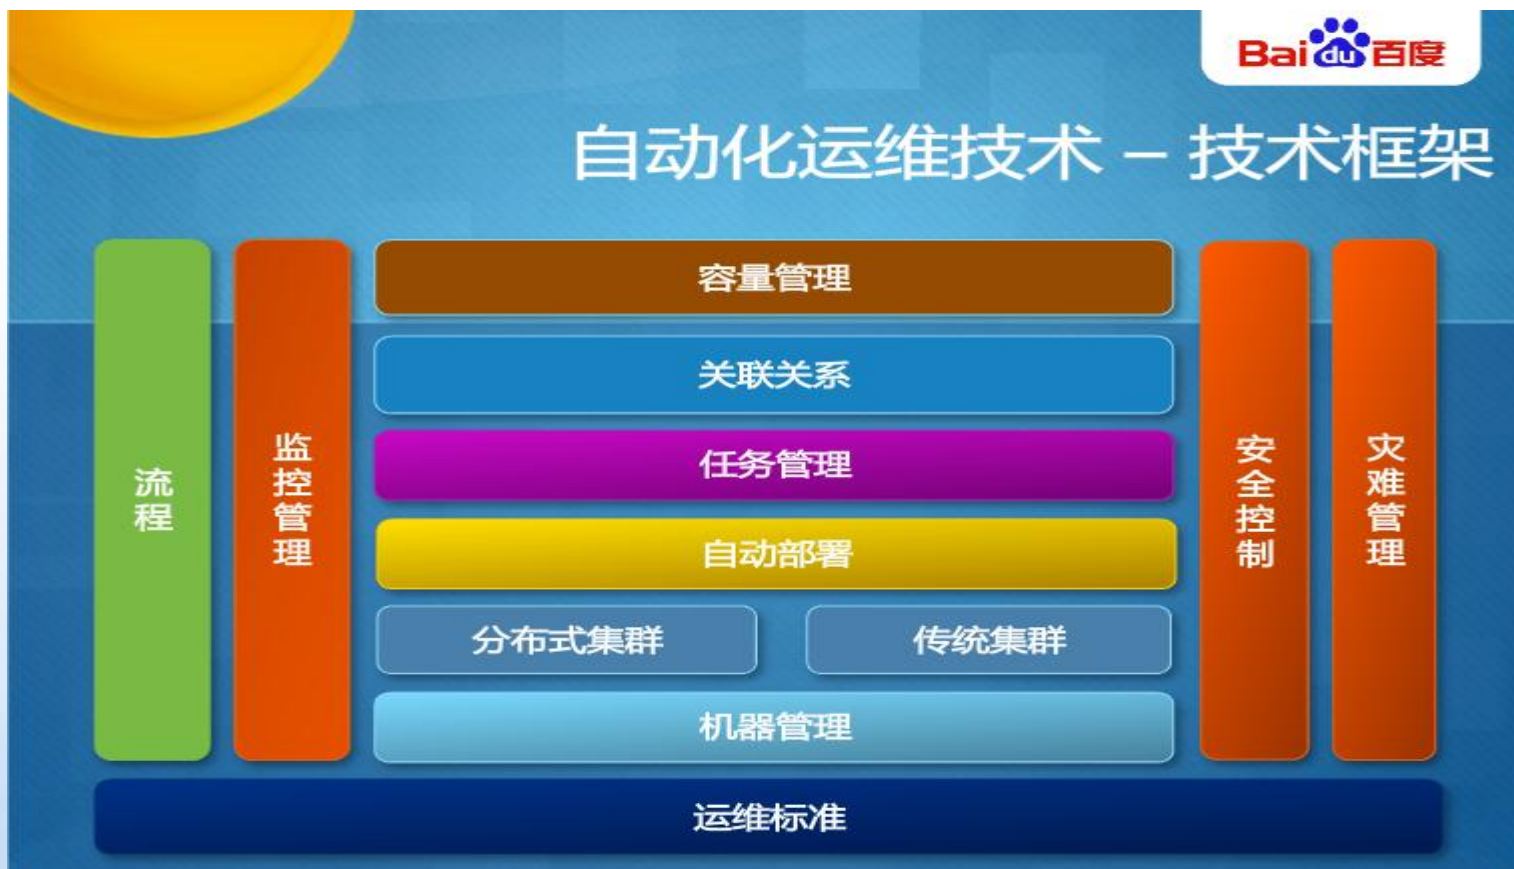 Baidu百度
自动化运维技术 – 技术框架
流程
监控管理
容量管理
关联关系
任务管理
自动部署
分布式集群
传统集群
机器管理
安全控制
灾难管理
运维标准